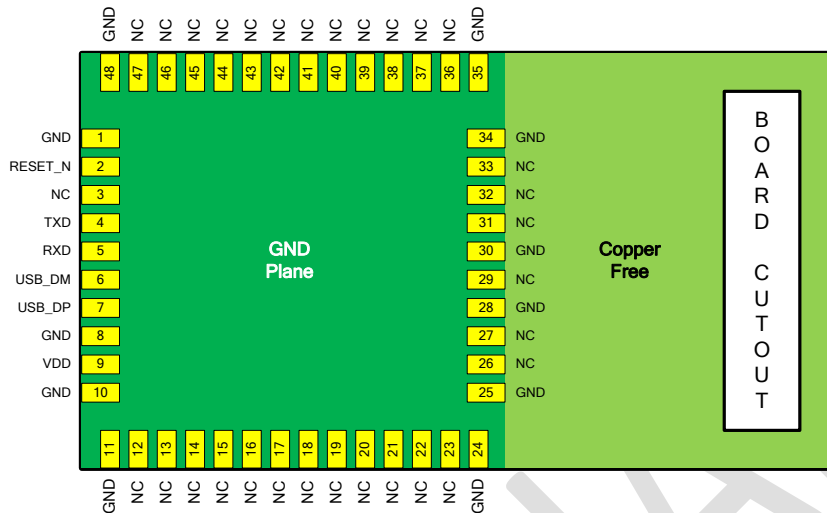 GND NC NC NC NC NC NC NC NC NC NC NC NC GND
48 47 46 45 44 43 42 41 40 39 38 37 36 35
GND 1 34 GND
RESET_N 2 33 NC
NC 3 32 NC
TXD 4 31 NC
RXD 5 30 GND
USB_DM 6 29 NC
USB_DP 7 28 GND
GND 8 27 NC
VDD 9 26 NC
GND 10 25 GND
GND
Plane
Copper
Free
BOARD CUTOUT
11 12 13 14 15 16 17 18 19 20 21 22 23 24
GND NC NC NC NC NC NC NC NC NC NC NC NC GND